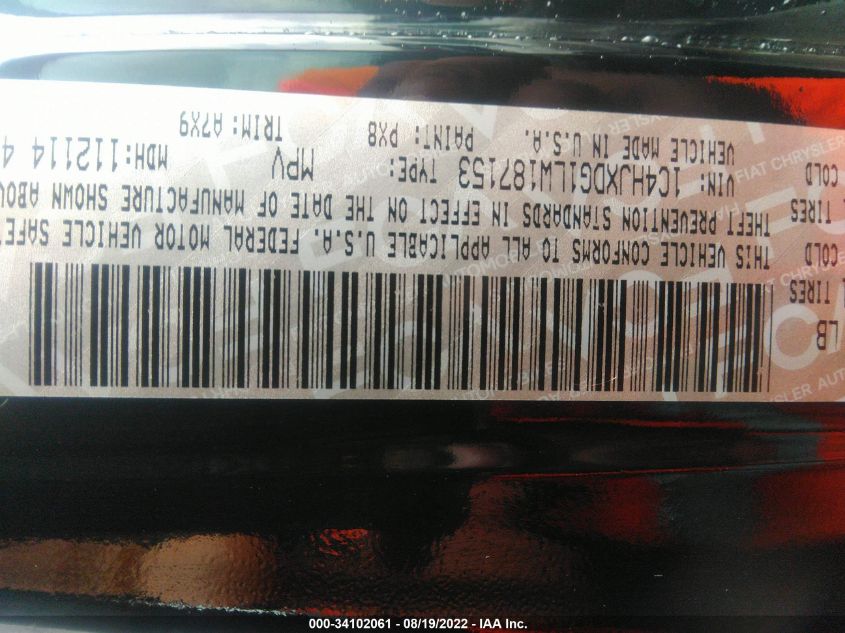 LB
TIRES COLD
TIRES COLD
THIS VEHICLE CONFORMS TO ALL APPLICABLE U.S.A. FEDERAL MOTOR VEHICLE SAFET
THEFT PREVENTION STANDARDS IN EFFECT ON THE DATE OF MANUFACTURE SHOWN ABOV
VIN: 1C4HJXDG1LW187153 TYPE: MPV MDH: 112114 4
VEHICLE MADE IN U.S.A. PAINT: PX8 TRIM: A7X9
000-34102061 - 08/19/2022 - IAA Inc.